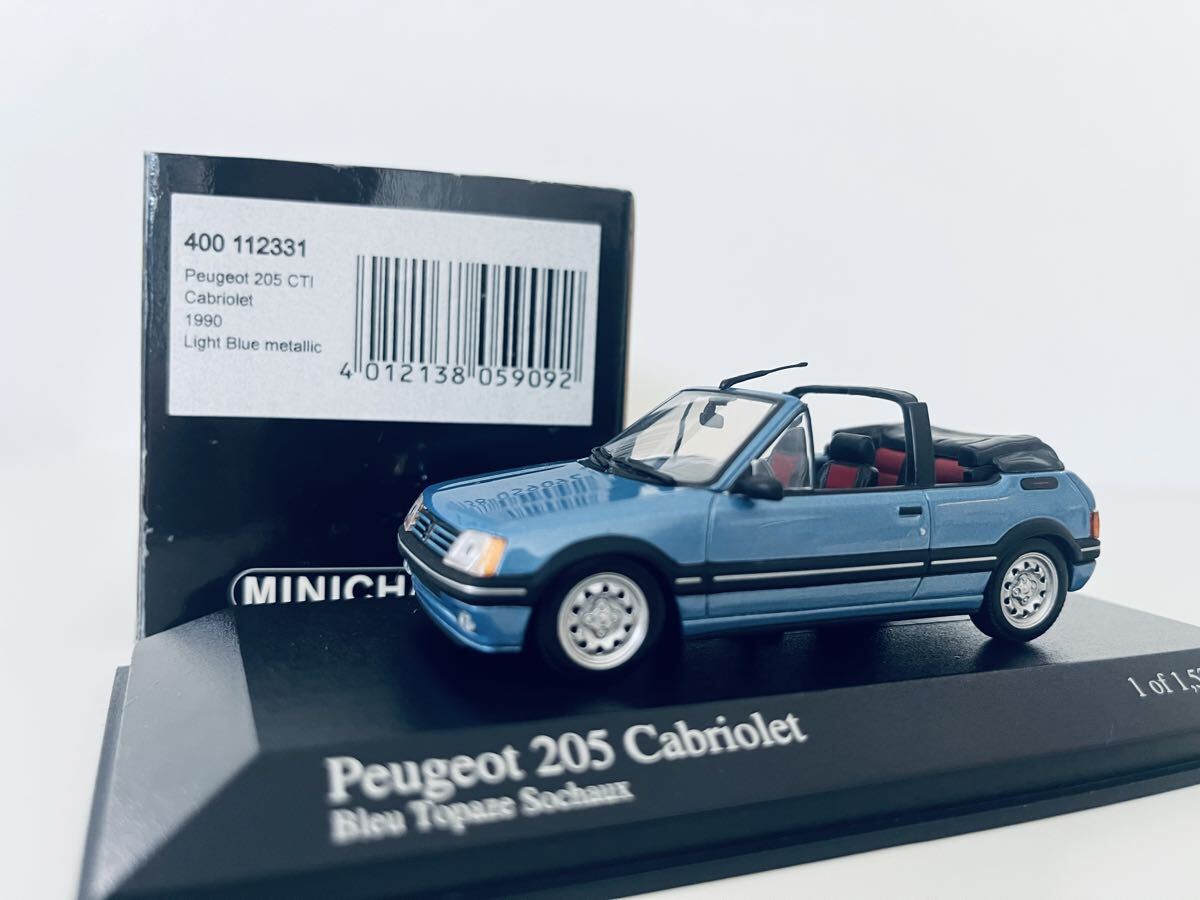 400 112331
Peugeot 205 CTI
Cabriolet
1990
Light Blue metallic
4 012138 059092
MINICH
Peugeot 205 Cabriolet
Bleu Topaze Sochaux
1 of 1,5